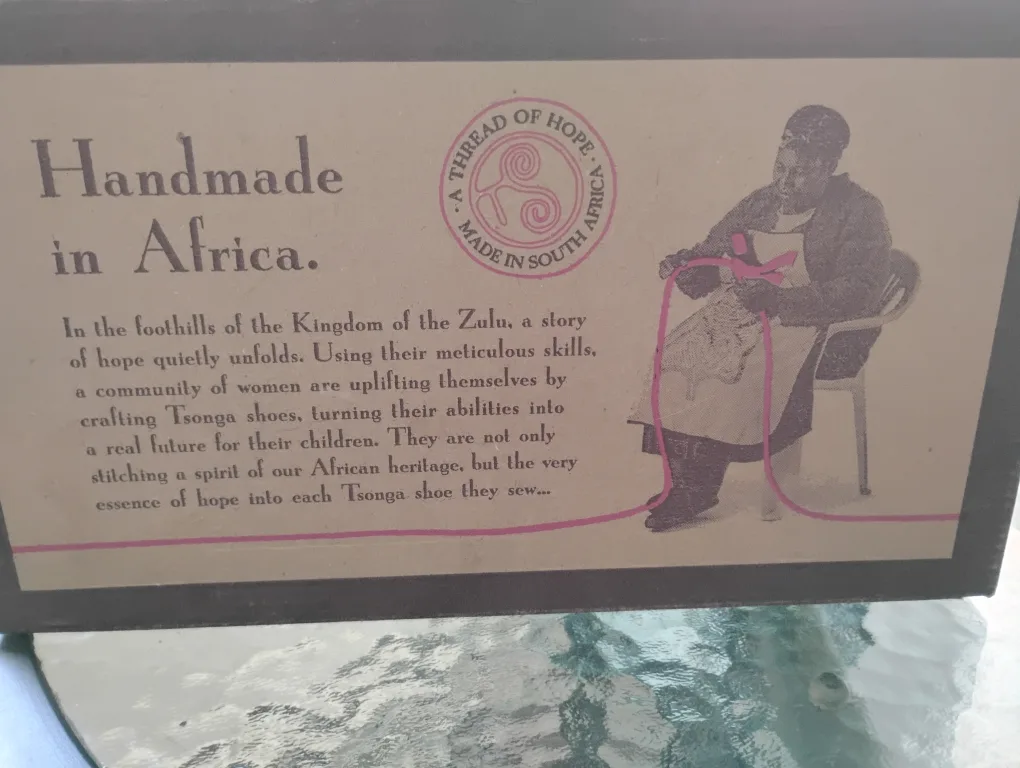 Handmade
in Africa.
· A THREAD OF HOPE ·
MADE IN SOUTH AFRICA
In the foothills of the Kingdom of the Zulu, a story
of hope quietly unfolds. Using their meticulous skills,
a community of women are uplifting themselves by
crafting Tsonga shoes, turning their abilities into
a real future for their children. They are not only
stitching a spirit of our African heritage, but the very
essence of hope into each Tsonga shoe they sew...